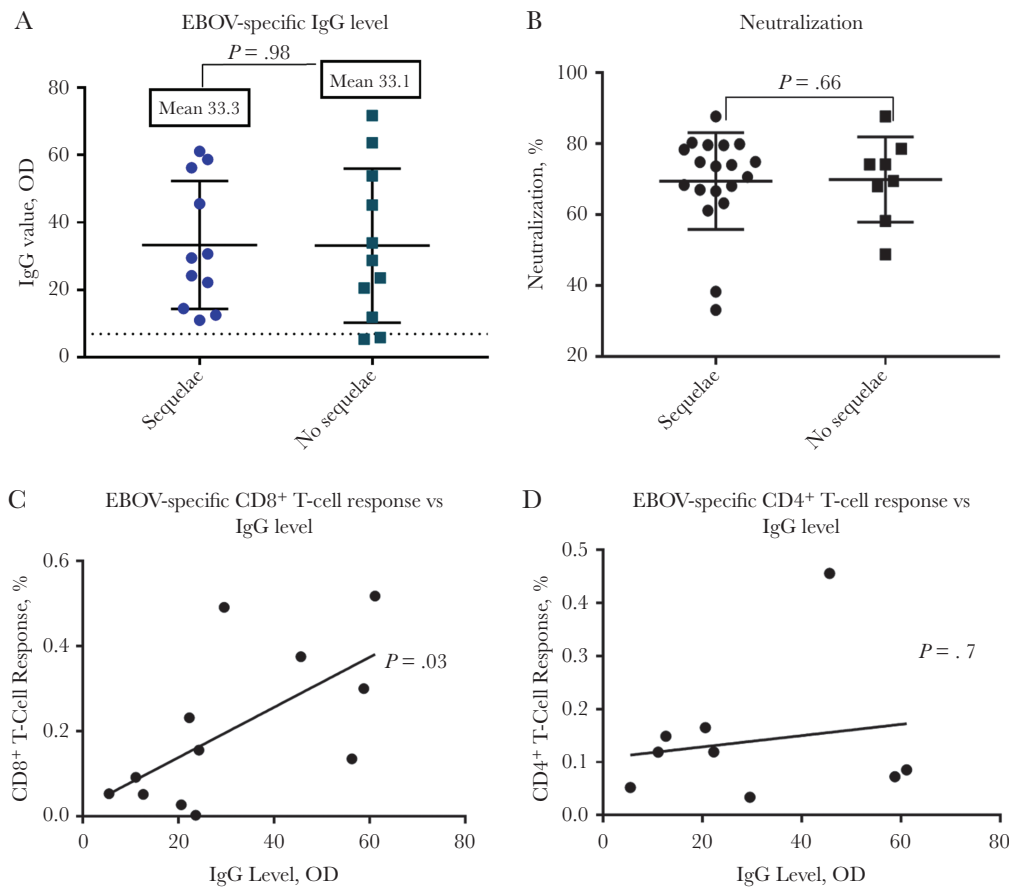 A
EBOV-specific IgG level
P = .98
Mean 33.3
Mean 33.1
IgG value, OD
80
60
40
20
0
Sequelae
No sequelae
B
Neutralization
P = .66
Neutralization, %
100
80
60
40
20
Sequelae
No sequelae
C
EBOV-specific CD8⁺ T-cell response vs
IgG level
CD8⁺ T-Cell Response, %
0.6
0.4
0.2
0.0
P = .03
0
20
40
60
80
IgG Level, OD
D
EBOV-specific CD4⁺ T-cell response vs
IgG level
CD4⁺ T-Cell Response, %
0.5
0.4
0.3
0.2
0.1
0.0
P = . 7
0
20
40
60
80
IgG Level, OD